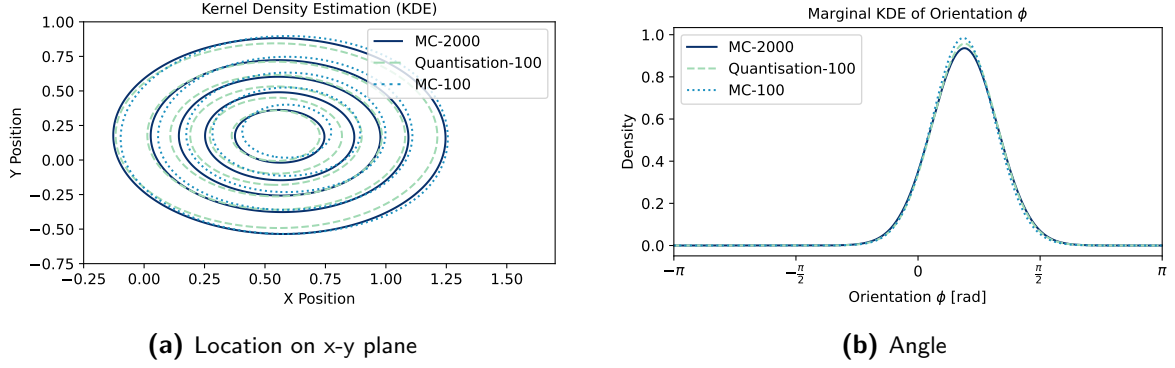 Kernel Density Estimation (KDE)
MC-2000
Quantisation-100
MC-100
Y Position
1.00
0.75
0.50
0.25
0.00
−0.25
−0.50
−0.75
−0.25
0.00
0.25
0.50
0.75
1.00
1.25
1.50
X Position
(a) Location on x-y plane
Marginal KDE of Orientation ϕ
MC-2000
Quantisation-100
MC-100
Density
1.0
0.8
0.6
0.4
0.2
0.0
−π
−π/2
0
π/2
π
Orientation ϕ [rad]
(b) Angle